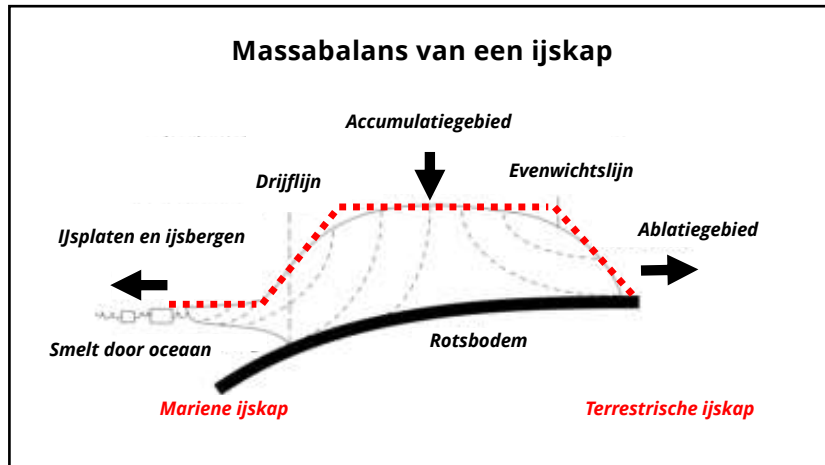 Massabalans van een ijskap
Accumulatiegebied
Drijflijn
Evenwichtslijn
IJsplaten en ijsbergen
Ablatiegebied
Smelt door oceaan
Rotsbodem
Mariene ijskap
Terrestrische ijskap